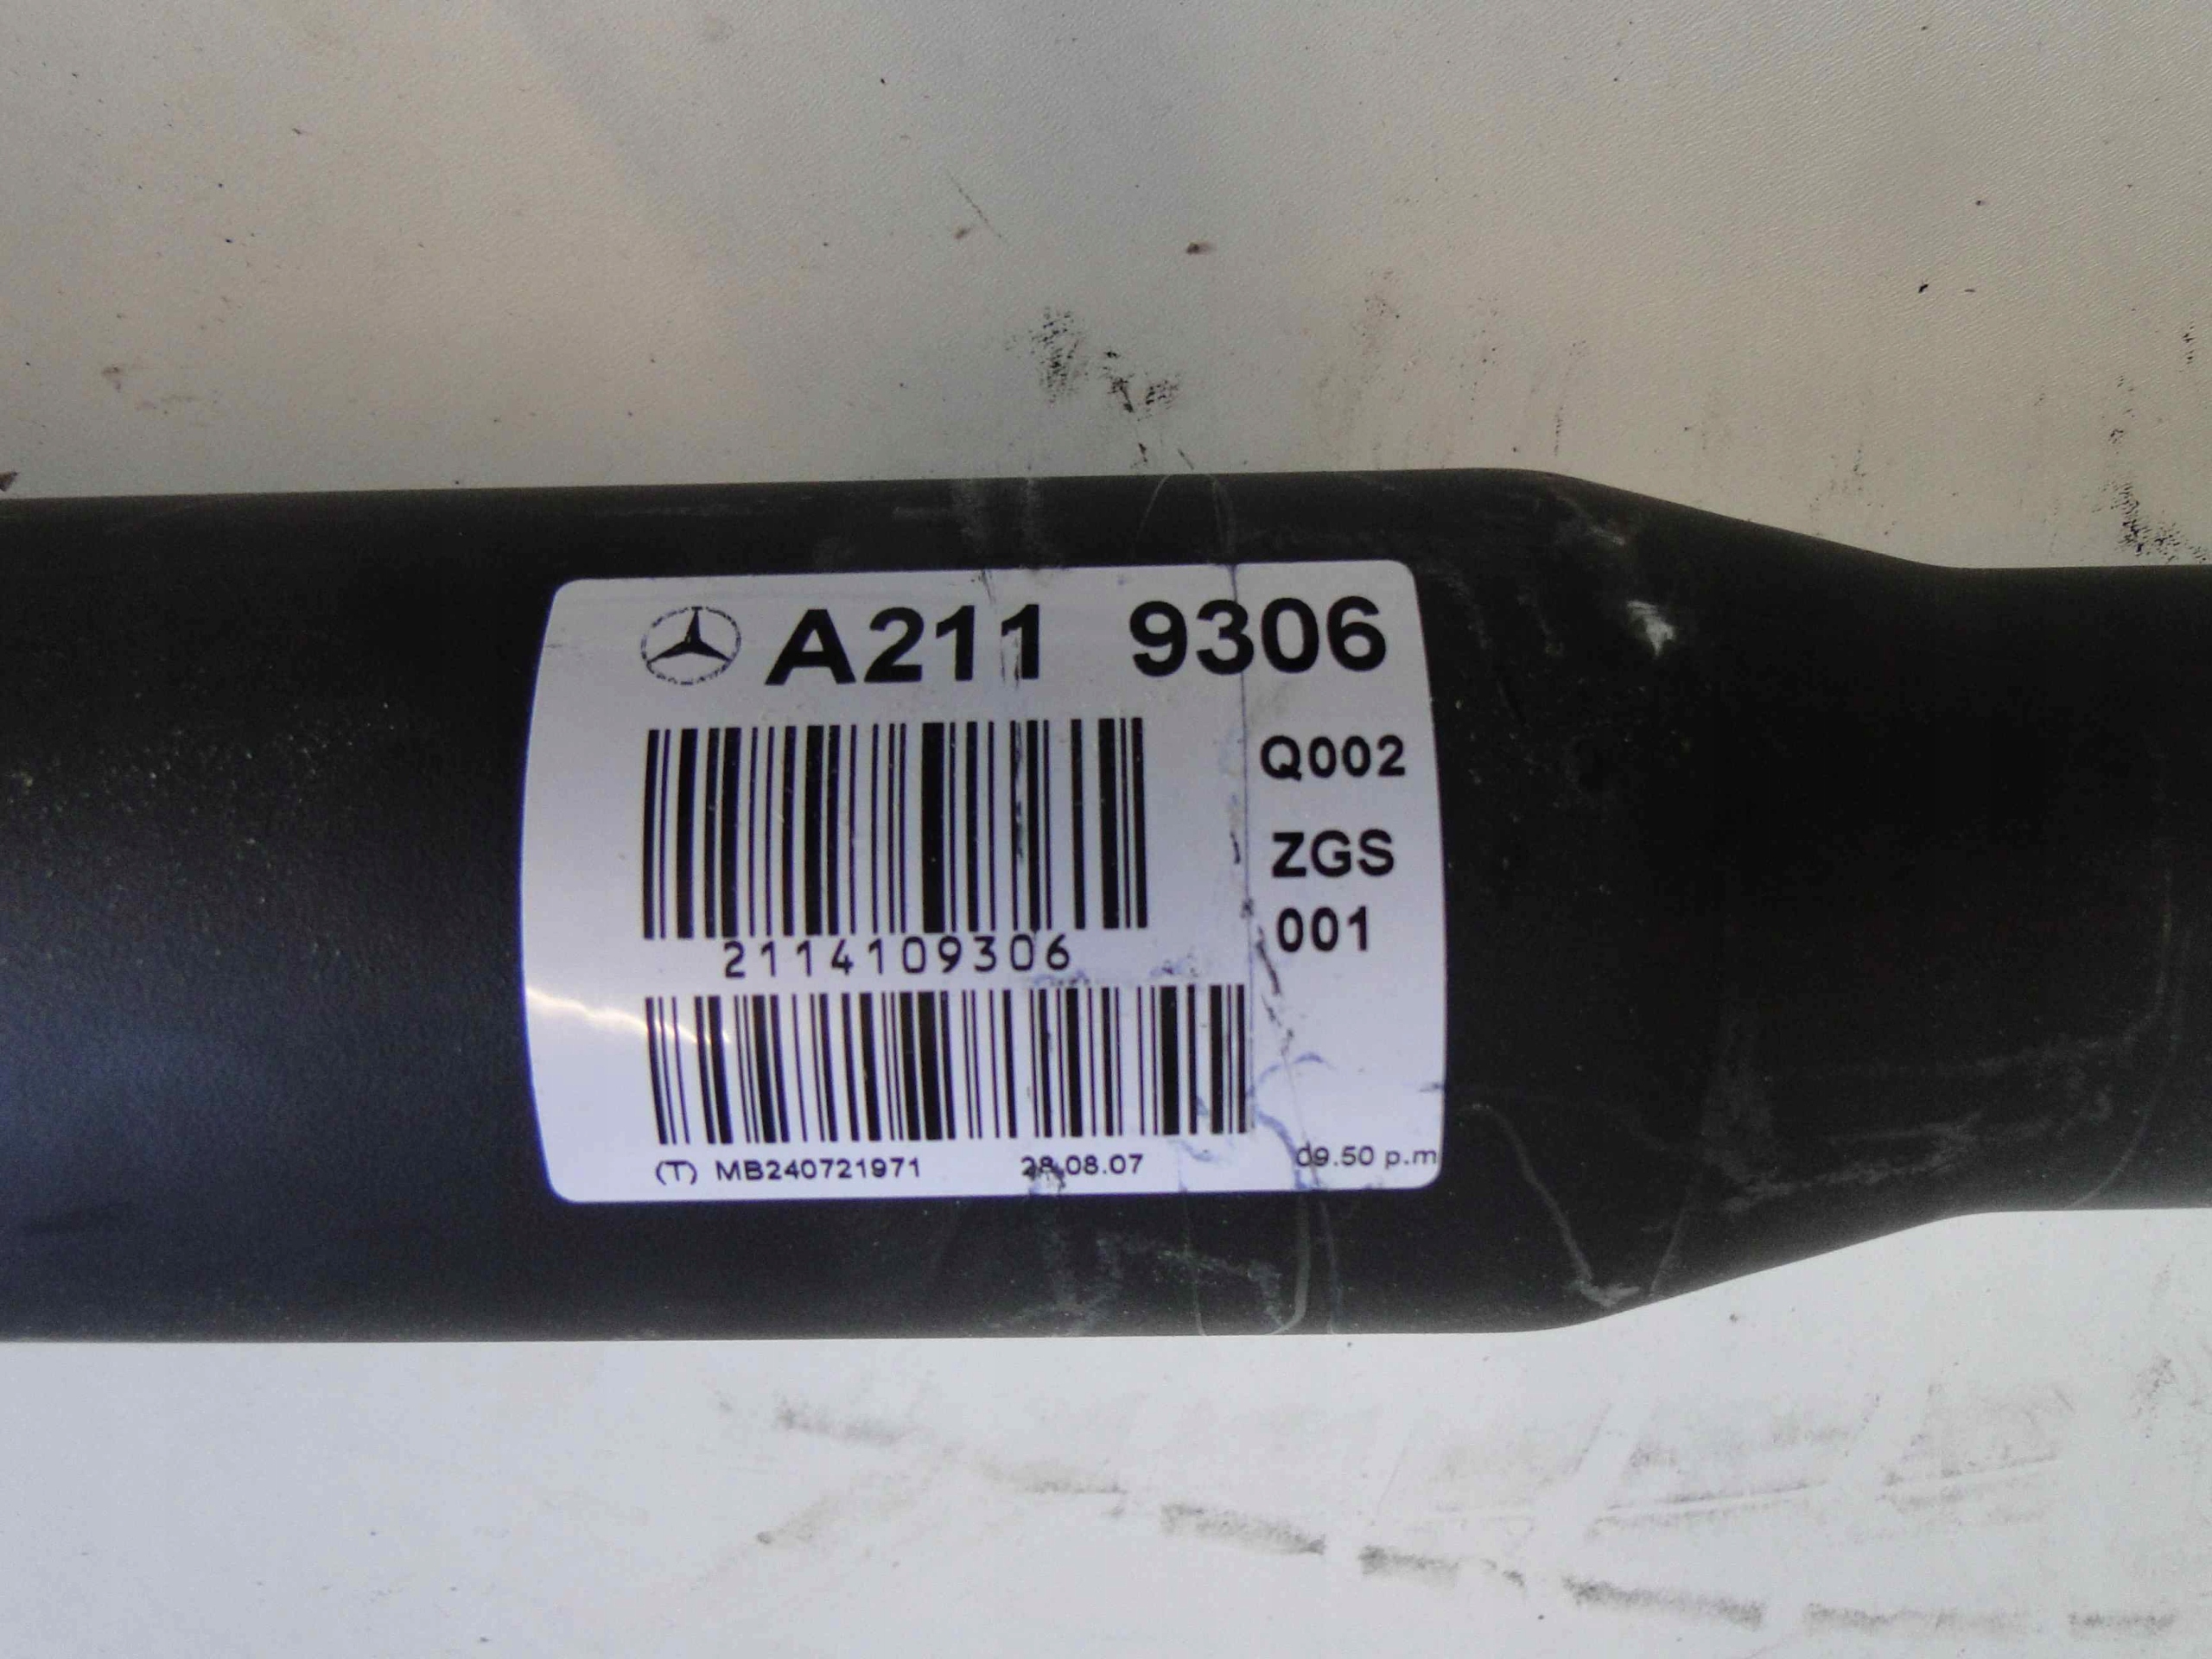 A211 9306
Q002
ZGS
001
2114109306
(T) MB240721971 28.08.07 09.50 p.m